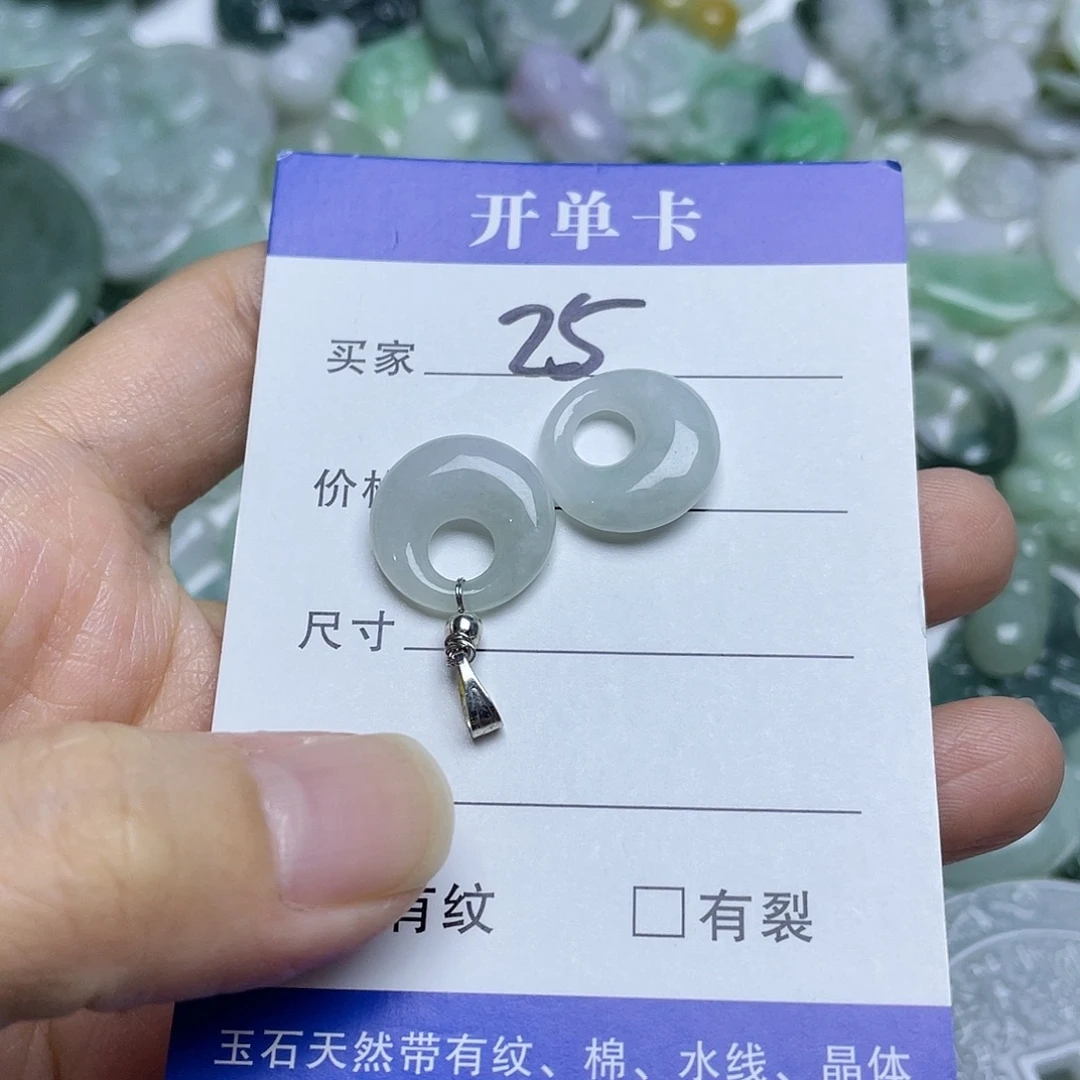 开单卡
买家 25
价
尺寸
有纹 □有裂
玉石天然带有纹、棉、水线、晶体